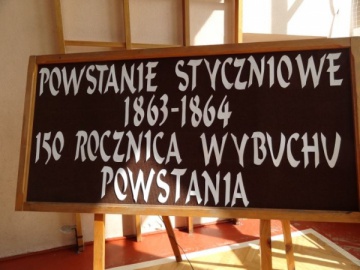 POWSTANIE STYCZNIOWE
1863-1864
150 ROCZNICA WYBUCHU
POWSTANIA